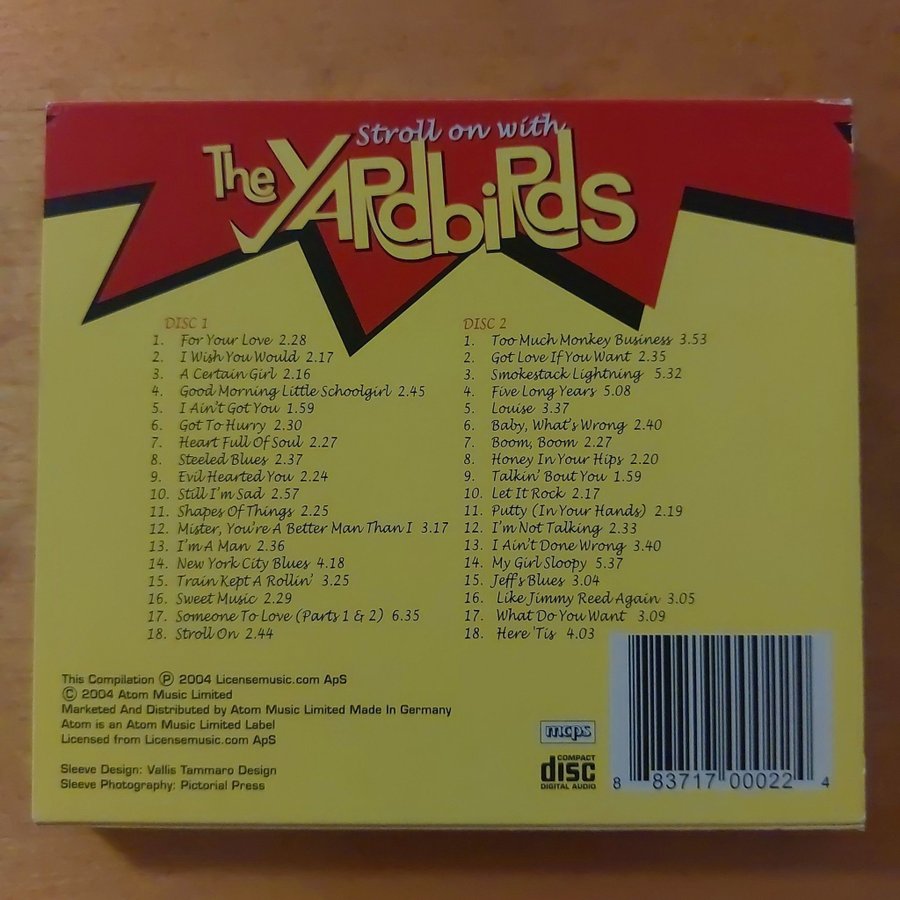 Stroll on with
The YARdbiRds
DISC 1
1. For Your Love 2.28
2. I Wish You Would 2.17
3. A Certain Girl 2.16
4. Good Morning Little Schoolgirl 2.45
5. I Ain't Got You 1.59
6. Got To Hurry 2.30
7. Heart Full Of Soul 2.27
8. Steeled Blues 2.37
9. Evil Hearted You 2.24
10. Still I'm Sad 2.57
11. Shapes Of Things 2.25
12. Mister, You're A Better Man Than I 3.17
13. I'm A Man 2.36
14. New York City Blues 4.18
15. Train Kept A Rollin' 3.25
16. Sweet Music 2.29
17. Someone To Love (Parts 1 & 2) 6.35
18. Stroll On 2.44
DISC 2
1. Too Much Monkey Business 3.53
2. Got Love If You Want 2.35
3. Smokestack Lightning 5.32
4. Five Long Years 5.08
5. Louise 3.37
6. Baby, What's Wrong 2.40
7. Boom, Boom 2.27
8. Honey In Your Hips 2.20
9. Talkin' Bout You 1.59
10. Let It Rock 2.17
11. Putty (In Your Hands) 2.19
12. I'm Not Talking 2.33
13. I Ain't Done Wrong 3.40
14. My Girl Sloopy 5.37
15. Jeff's Blues 3.04
16. Like Jimmy Reed Again 3.05
17. What Do You Want 3.09
18. Here 'Tis 4.03
This Compilation Ⓟ 2004 Licensemusic.com ApS
© 2004 Atom Music Limited
Marketed And Distributed by Atom Music Limited Made In Germany
Atom is an Atom Music Limited Label
Licensed from Licensemusic.com ApS
Sleeve Design: Vallis Tammaro Design
Sleeve Photography: Pictorial Press
mcps
COMPACT
disc
DIGITAL AUDIO
8 83717 00022 4